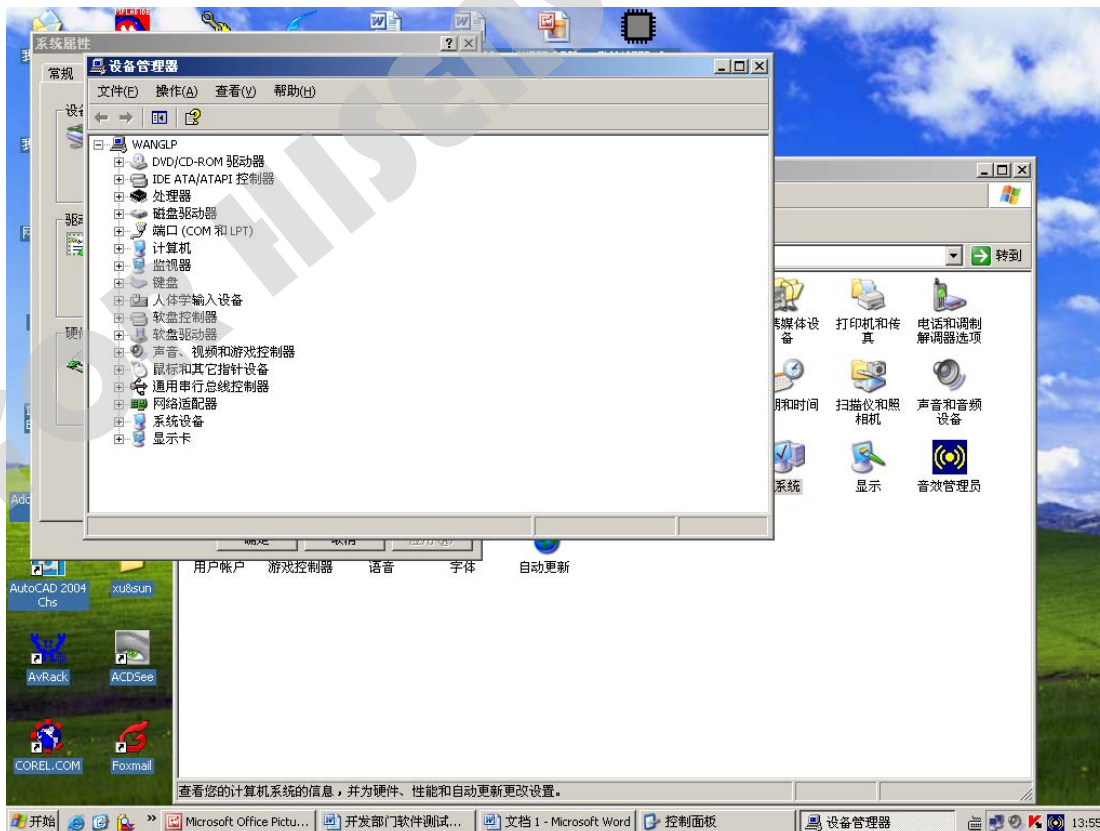 系统属性
常规
设备管理器
文件(F) 操作(A) 查看(V) 帮助(H)
WANGLP
DVD/CD-ROM 驱动器
IDE ATA/ATAPI 控制器
处理器
磁盘驱动器
端口 (COM 和 LPT)
计算机
监视器
键盘
人体学输入设备
软盘控制器
软盘驱动器
声音、视频和游戏控制器
鼠标和其它指针设备
通用串行总线控制器
网络适配器
系统设备
显示卡
转到
打印机和传真
电话和调制解调器选项
扫描仪和照相机
声音和音频设备
系统
显示
音效管理员
用户帐户
游戏控制器
语音
字体
自动更新
AutoCAD 2004 Chs
xu&sun
AvRack
ACDSee
COREL.COM
Foxmail
查看您的计算机系统的信息，并为硬件、性能和自动更新更改设置。
开始
Microsoft Office Pictu...
开发部门软件测试...
文档 1 - Microsoft Word
控制面板
设备管理器
13:55
FOR HISENS